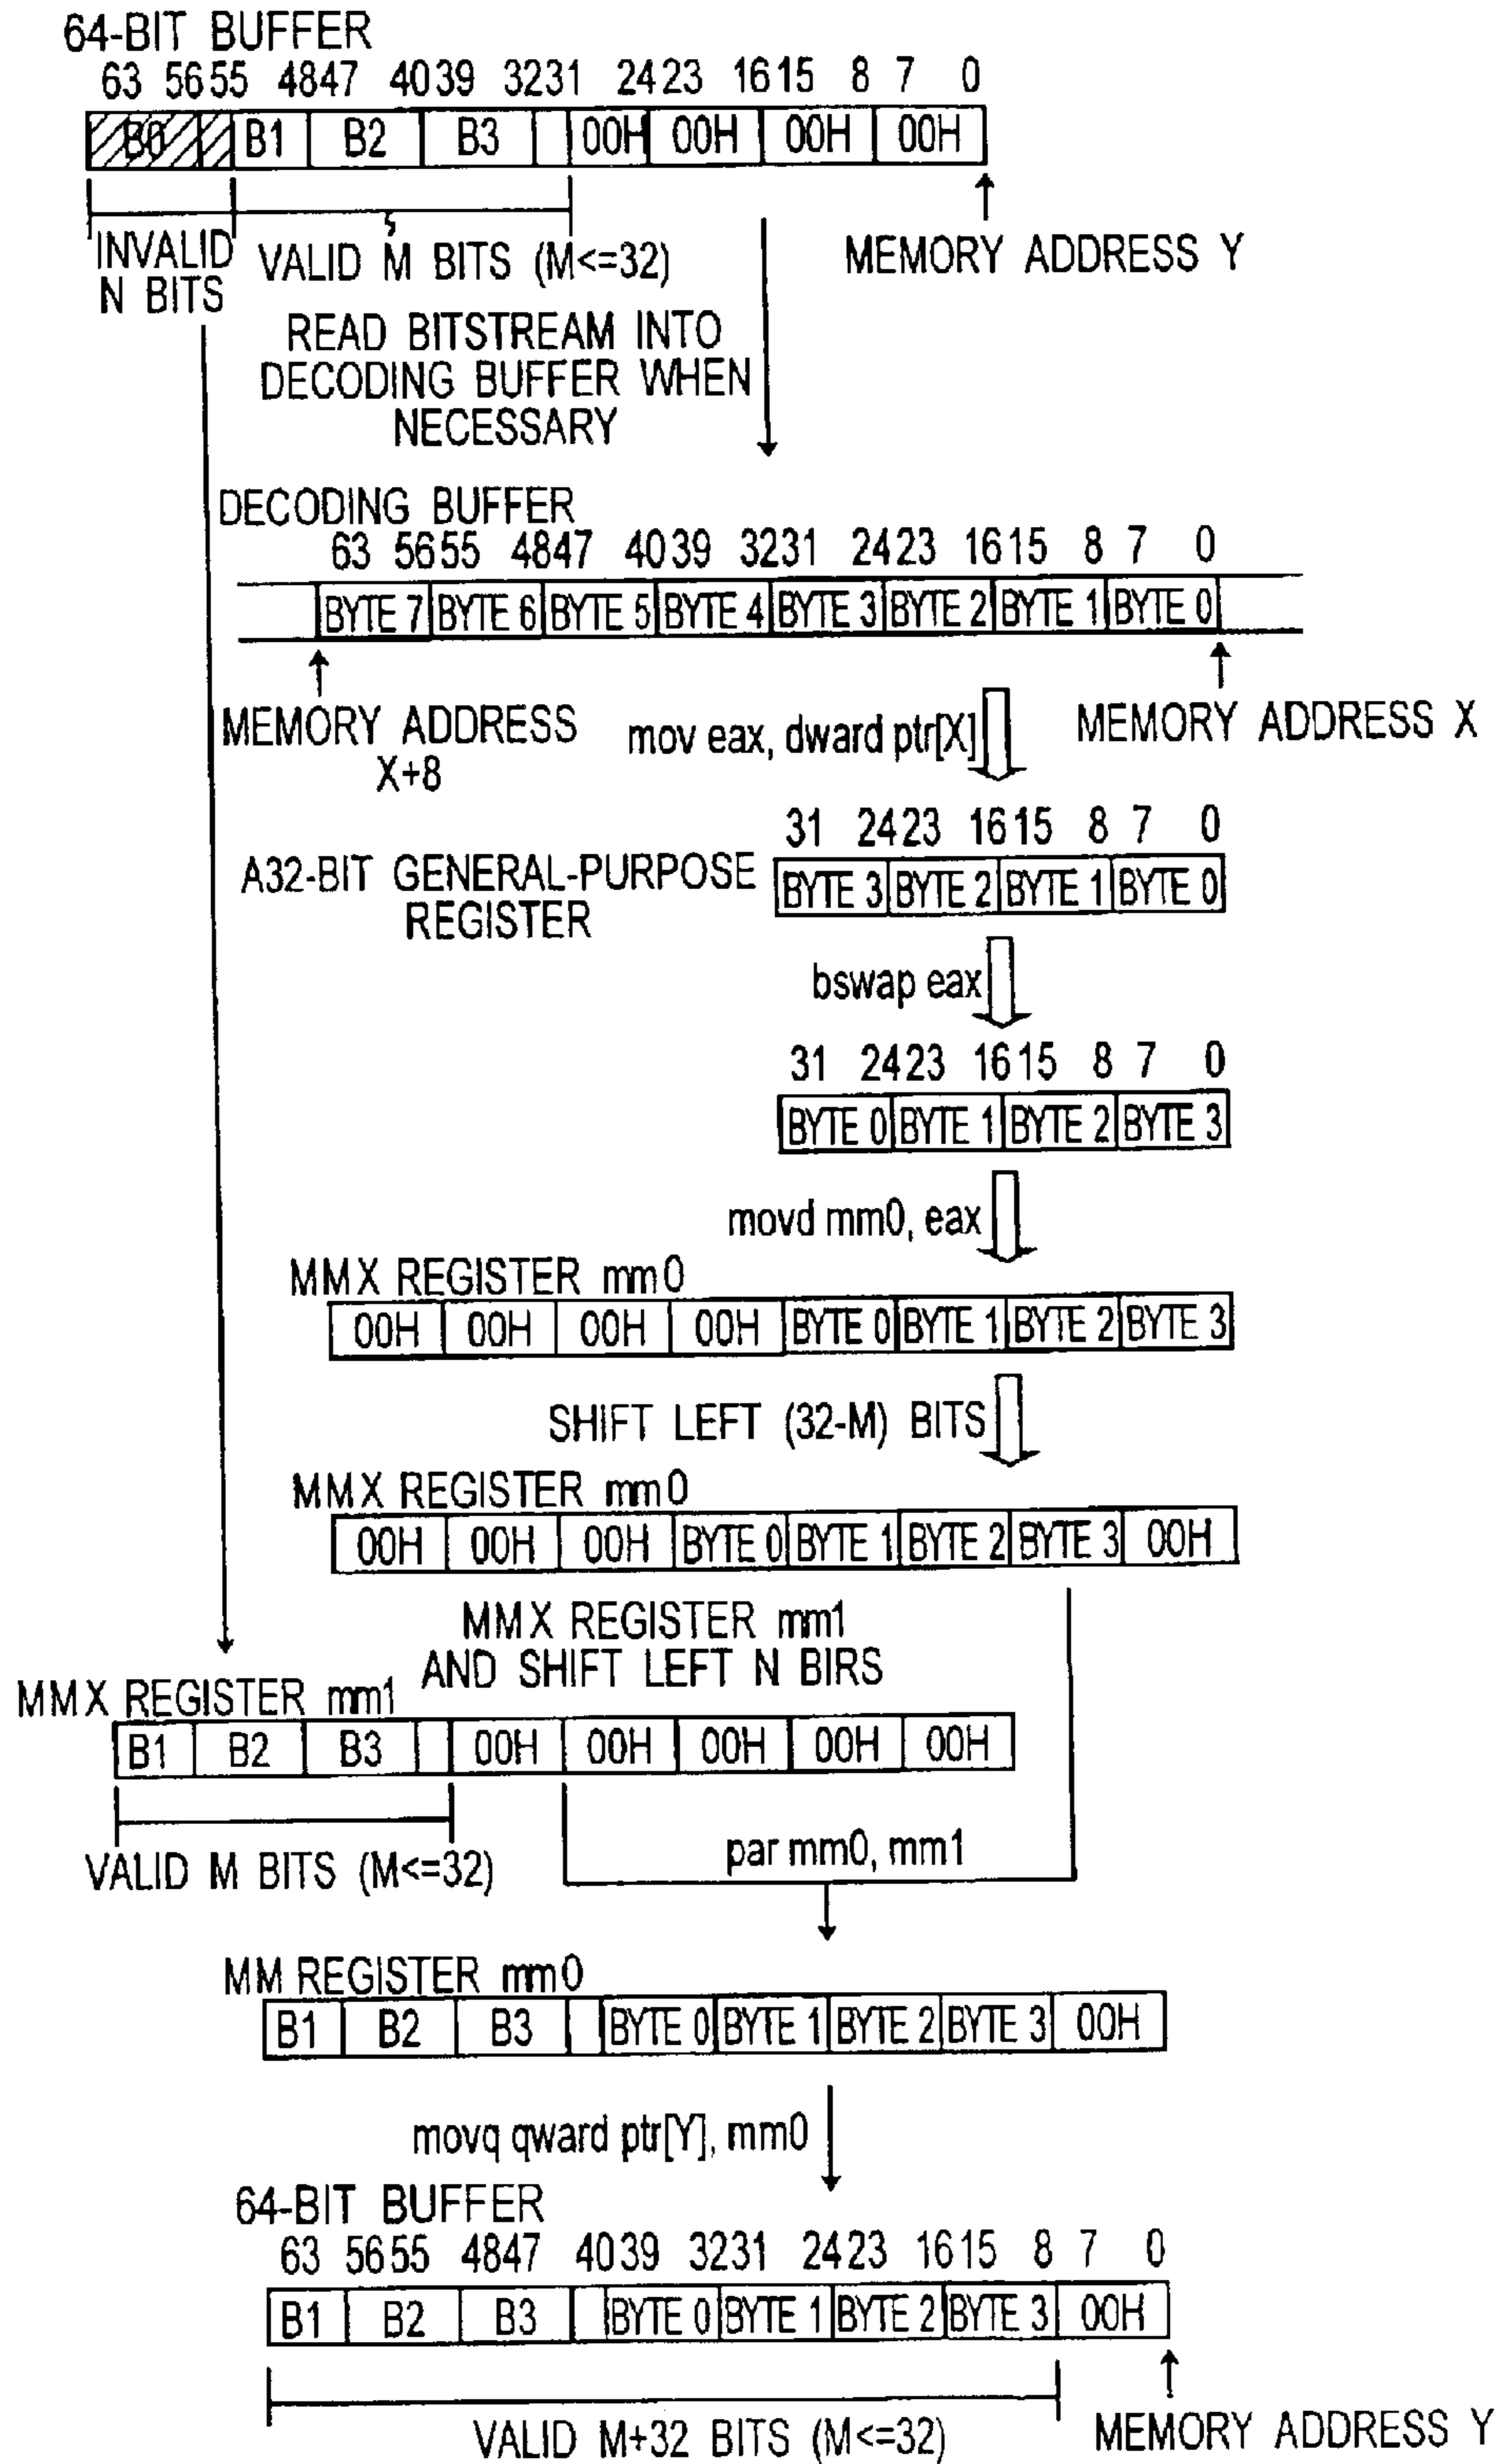 64-BIT BUFFER
63 5655 4847 4039 3231 2423 1615 8 7 0
B0 B1 B2 B3 00H 00H 00H 00H
INVALID N BITS
VALID M BITS (M<=32)
MEMORY ADDRESS Y
READ BITSTREAM INTO
DECODING BUFFER WHEN
NECESSARY
DECODING BUFFER
63 5655 4847 4039 3231 2423 1615 8 7 0
BYTE 7 BYTE 6 BYTE 5 BYTE 4 BYTE 3 BYTE 2 BYTE 1 BYTE 0
MEMORY ADDRESS
X+8
mov eax, dward ptr[X]
MEMORY ADDRESS X
31 2423 1615 8 7 0
A32-BIT GENERAL-PURPOSE
REGISTER
BYTE 3 BYTE 2 BYTE 1 BYTE 0
bswap eax
31 2423 1615 8 7 0
BYTE 0 BYTE 1 BYTE 2 BYTE 3
movd mm0, eax
MMX REGISTER mm0
00H 00H 00H 00H BYTE 0 BYTE 1 BYTE 2 BYTE 3
SHIFT LEFT (32-M) BITS
MMX REGISTER mm0
00H 00H 00H BYTE 0 BYTE 1 BYTE 2 BYTE 3 00H
MMX REGISTER mm1
AND SHIFT LEFT N BIRS
MMX REGISTER mm1
B1 B2 B3 00H 00H 00H 00H 00H
VALID M BITS (M<=32)
par mm0, mm1
MM REGISTER mm0
B1 B2 B3 BYTE 0 BYTE 1 BYTE 2 BYTE 3 00H
movq qward ptr[Y], mm0
64-BIT BUFFER
63 5655 4847 4039 3231 2423 1615 8 7 0
B1 B2 B3 BYTE 0 BYTE 1 BYTE 2 BYTE 3 00H
VALID M+32 BITS (M<=32)
MEMORY ADDRESS Y